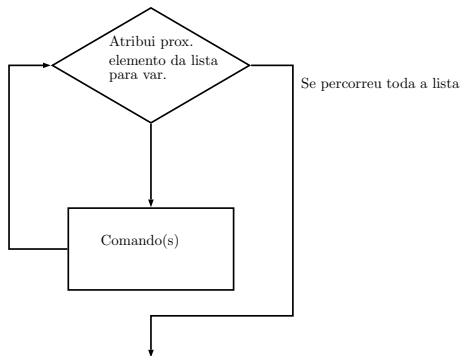 Atribui prox.
elemento da lista
para var.
Se percorreu toda a lista
Comando(s)